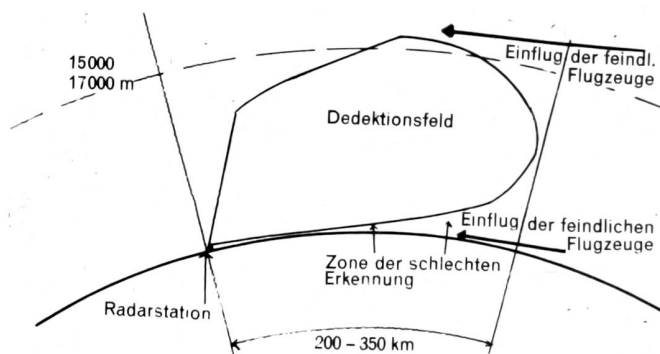 15000
17000 m
Einflug der feindl.
Flugzeuge
Dedektionsfeld
Einflug der feindlichen
Flugzeuge
Zone der schlechten
Erkennung
Radarstation
200 – 350 km